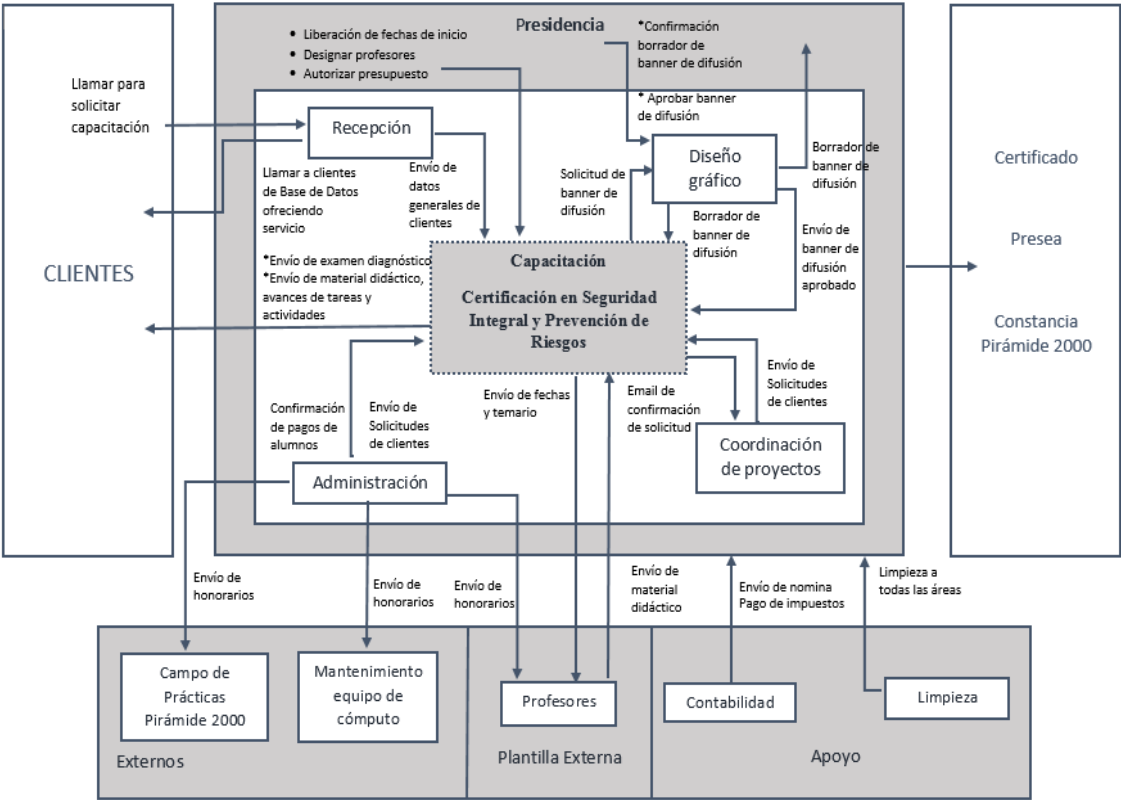 Presidencia
• Liberación de fechas de inicio
• Designar profesores
• Autorizar presupuesto
*Confirmación
borrador de
banner de difusión
* Aprobar banner
de difusión
Llamar para
solicitar
capacitación
Recepción
Llamar a clientes
de Base de Datos
ofreciendo
servicio
Envío de
datos
generales de
clientes
Solicitud de
banner de
difusión
Diseño
gráfico
Borrador de
banner de
difusión
Borrador de
banner de
difusión
Envío de
banner de
difusión
aprobado
CLIENTES
*Envío de examen diagnóstico
*Envío de material didáctico,
avances de tareas y
actividades
Capacitación
Certificación en Seguridad
Integral y Prevención de
Riesgos
Certificado
Presea
Constancia
Pirámide 2000
Confirmación
de pagos de
alumnos
Envío de
Solicitudes
de clientes
Envío de fechas
y temario
Email de
confirmación
de solicitud
Envío de
Solicitudes
de clientes
Administración
Coordinación
de proyectos
Envío de
honorarios
Envío de
honorarios
Envío de
honorarios
Envío de
material
didáctico
Envío de nomina
Pago de impuestos
Limpieza a
todas las áreas
Campo de
Prácticas
Pirámide 2000
Mantenimiento
equipo de
cómputo
Profesores
Contabilidad
Limpieza
Externos
Plantilla Externa
Apoyo